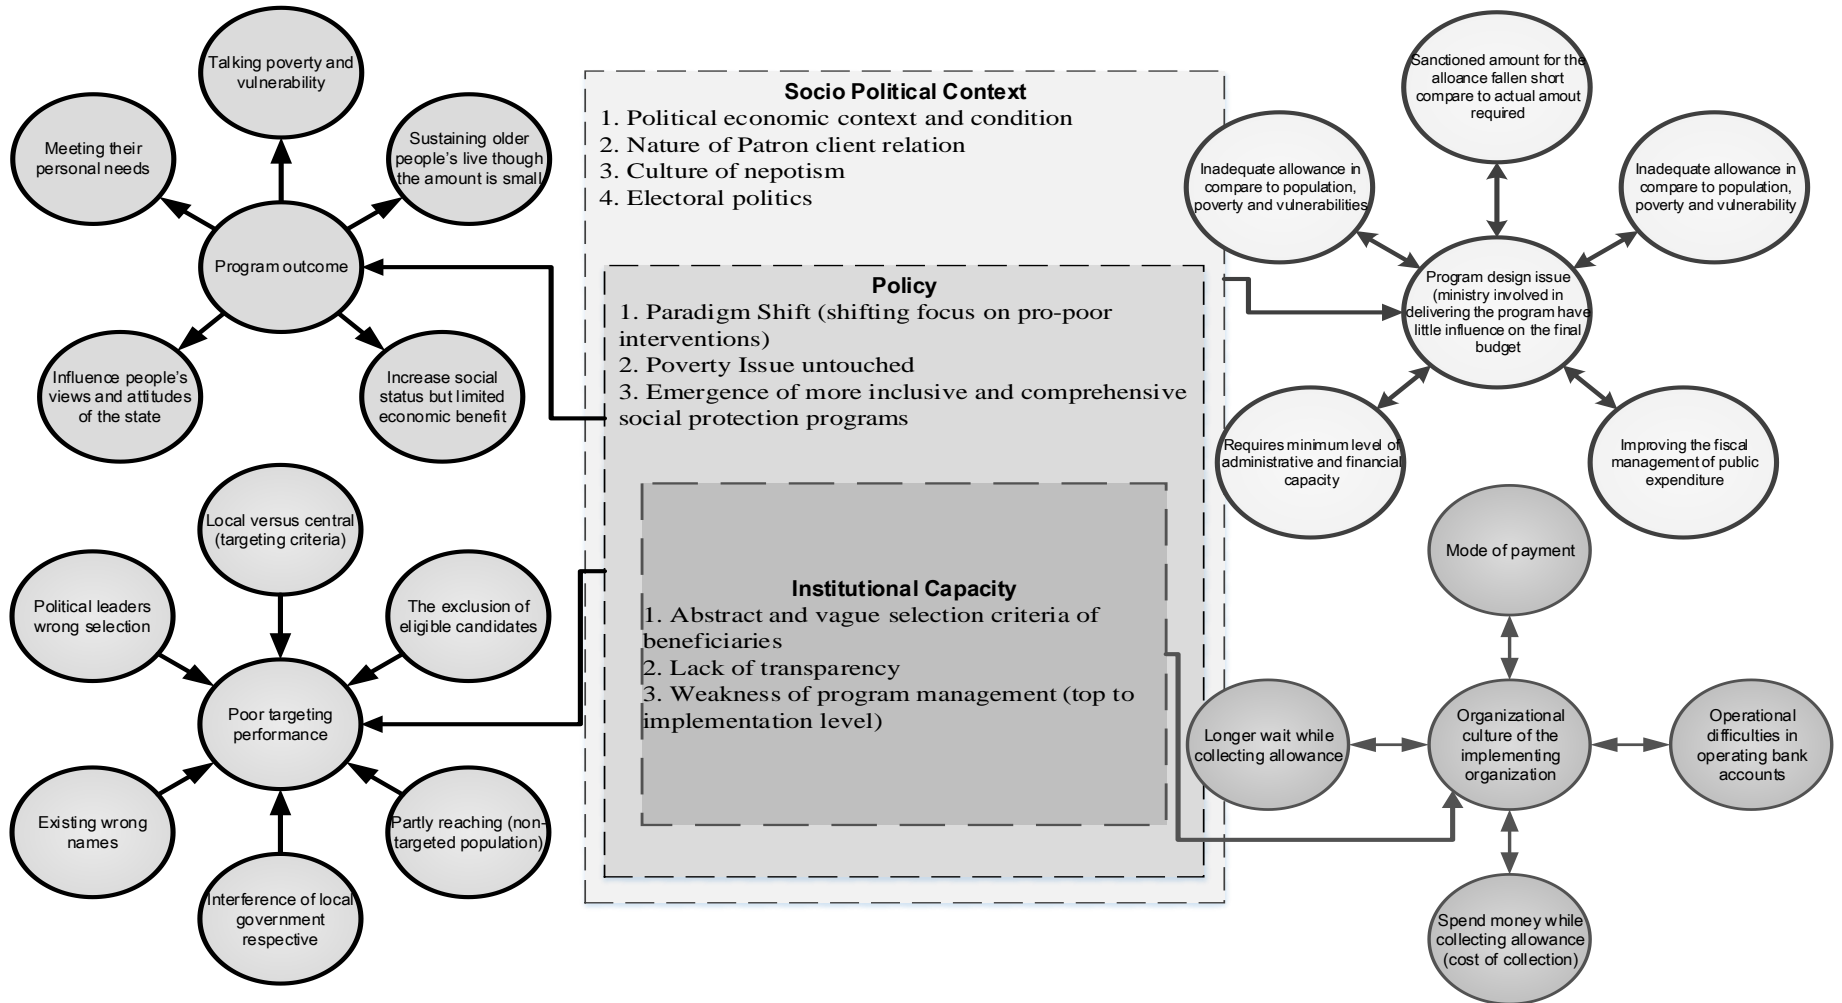 Talking poverty and
vulnerability
Meeting their
personal needs
Sustaining older
people's live though
the amount is small
Program outcome
Influence people's
views and attitudes
of the state
Increase social
status but limited
economic benefit
Local versus central
(targeting criteria)
Political leaders
wrong selection
The exclusion of
eligible candidates
Poor targeting
performance
Existing wrong
names
Partly reaching (non-
targeted population)
Interference of local
government
respective
Socio Political Context
1. Political economic context and condition
2. Nature of Patron client relation
3. Culture of nepotism
4. Electoral politics
Policy
1. Paradigm Shift (shifting focus on pro-poor
interventions)
2. Poverty Issue untouched
3. Emergence of more inclusive and comprehensive
social protection programs
Institutional Capacity
1. Abstract and vague selection criteria of
beneficiaries
2. Lack of transparency
3. Weakness of program management (top to
implementation level)
Sanctioned amount for the
alloance fallen short
compare to actual amout
required
Inadequate allowance in
compare to population,
poverty and vulnerabilities
Inadequate allowance in
compare to population,
poverty and vulnerability
Program design issue
(ministry involved in
delivering the program have
little influence on the final
budget
Requires minimum level of
administrative and financial
capacity
Improving the fiscal
management of public
expenditure
Mode of payment
Longer wait while
collecting allowance
Organizational
culture of the
implementing
organization
Operational
difficulties in
operating bank
accounts
Spend money while
collecting allowance
(cost of collection)